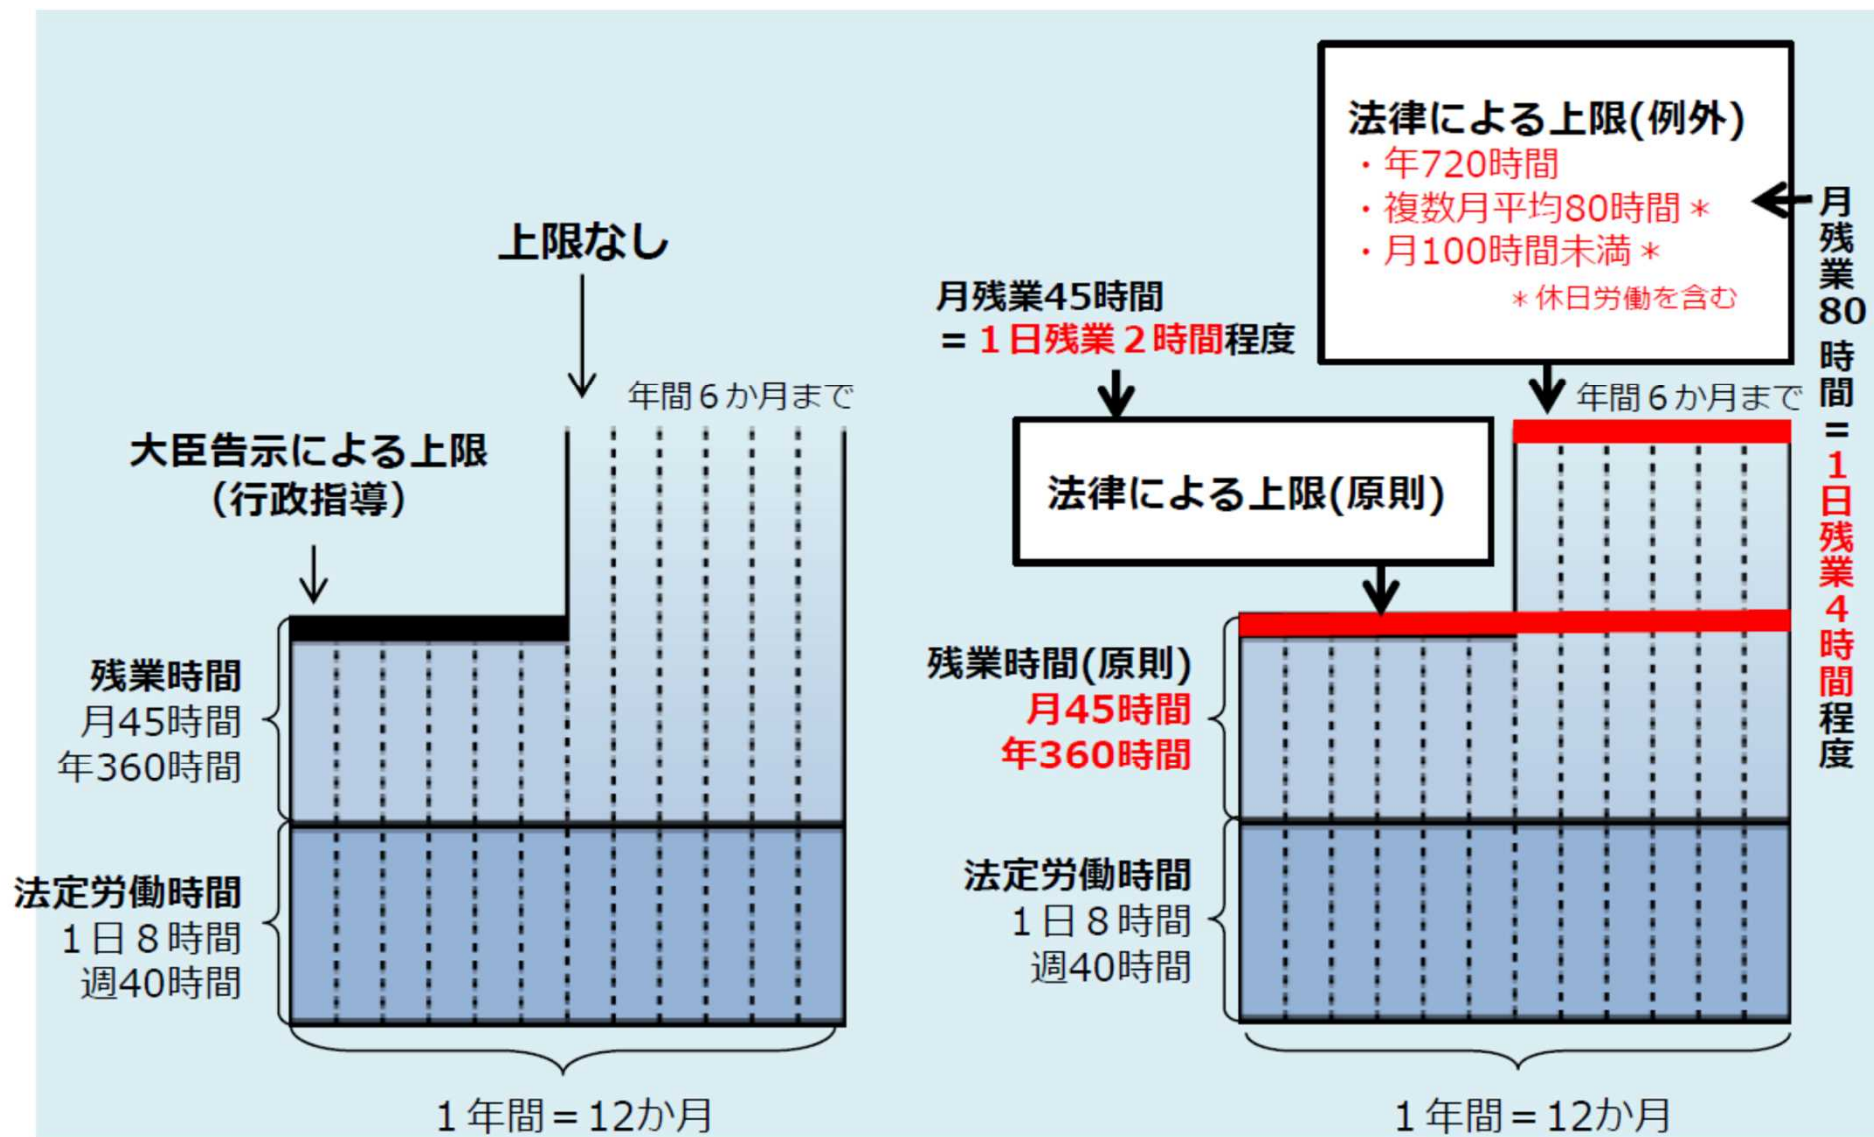 上限なし
年間６か月まで
大臣告示による上限
（行政指導）
残業時間
月45時間
年360時間
法定労働時間
１日８時間
週40時間
１年間＝12か月
法律による上限(例外)
・年720時間
・複数月平均80時間＊
・月100時間未満＊
＊休日労働を含む
月残業45時間
＝１日残業２時間程度
年間６か月まで
法律による上限(原則)
月残業80時間＝１日残業４時間程度
残業時間(原則)
月45時間
年360時間
法定労働時間
１日８時間
週40時間
１年間＝12か月